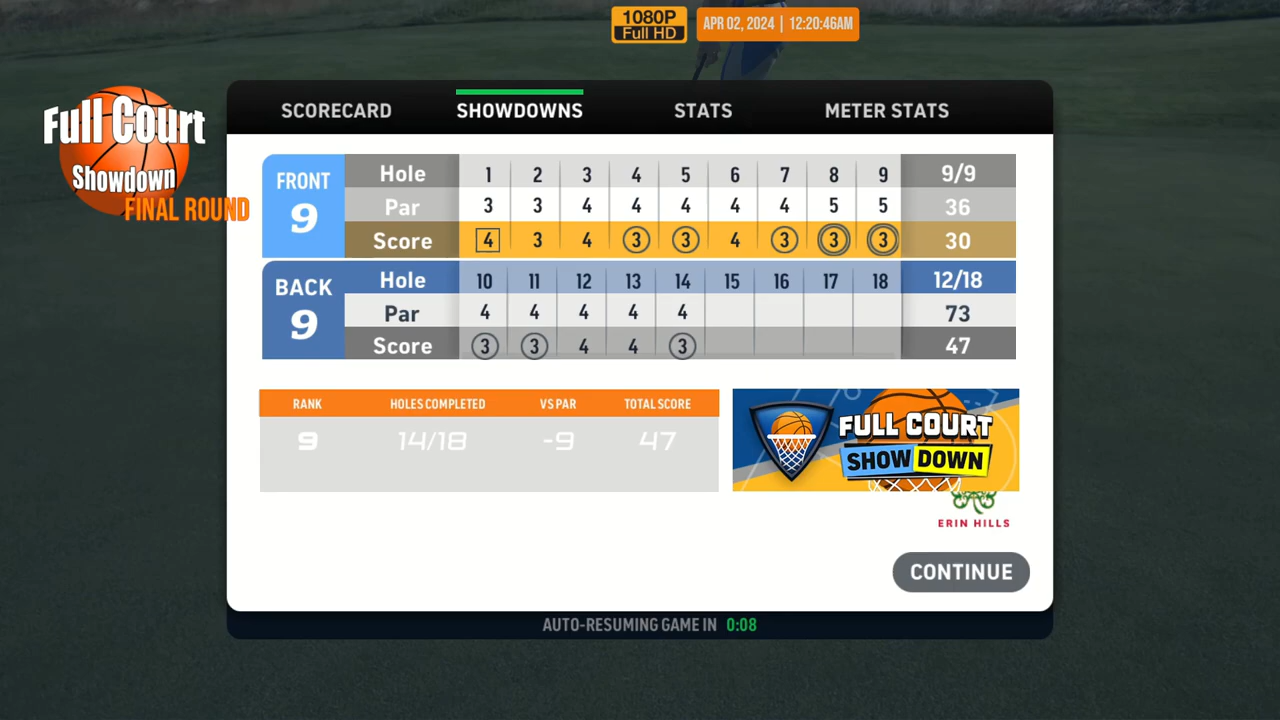 1080P
Full HD
APR 02, 2024 | 12:20:46AM
Full Court
Showdown
FINAL ROUND
SCORECARD SHOWDOWNS STATS METER STATS
FRONT
9
Hole 1 2 3 4 5 6 7 8 9 9/9
Par 3 3 4 4 4 4 4 5 5 36
Score 4 3 4 3 3 4 3 3 3 30
BACK
9
Hole 10 11 12 13 14 15 16 17 18 12/18
Par 4 4 4 4 4 73
Score 3 3 4 4 3 47
RANK HOLES COMPLETED VS PAR TOTAL SCORE
9 14/18 -9 47
FULL COURT
SHOWDOWN
ERIN HILLS
CONTINUE
AUTO-RESUMING GAME IN 0:08